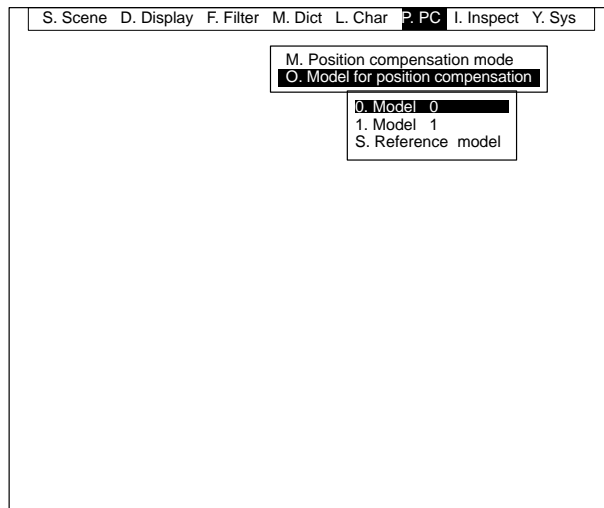 S. Scene D. Display F. Filter M. Dict L. Char P. PC I. Inspect Y. Sys
M. Position compensation mode
O. Model for position compensation
0. Model 0
1. Model 1
S. Reference model